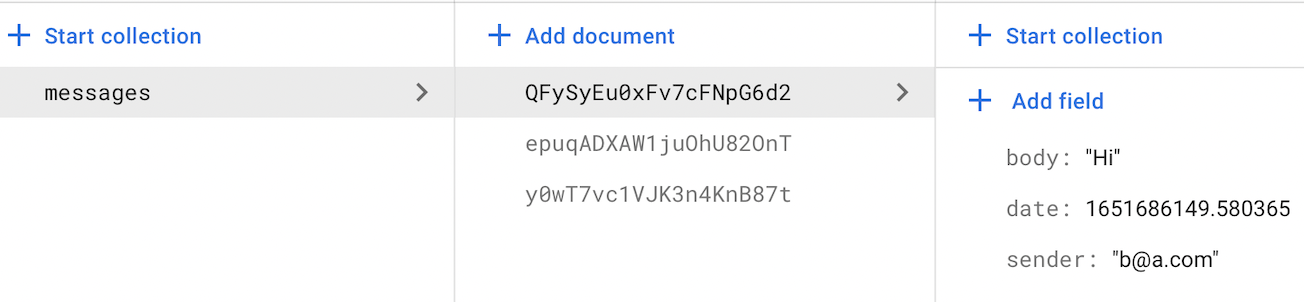 Start collection
messages
Add document
QFySyEu0xFv7cFNpG6d2
epuqADXAW1juOhU82OnT
y0wT7vc1VJK3n4KnB87t
Start collection
Add field
body: "Hi"
date: 1651686149.580365
sender: "b@a.com"